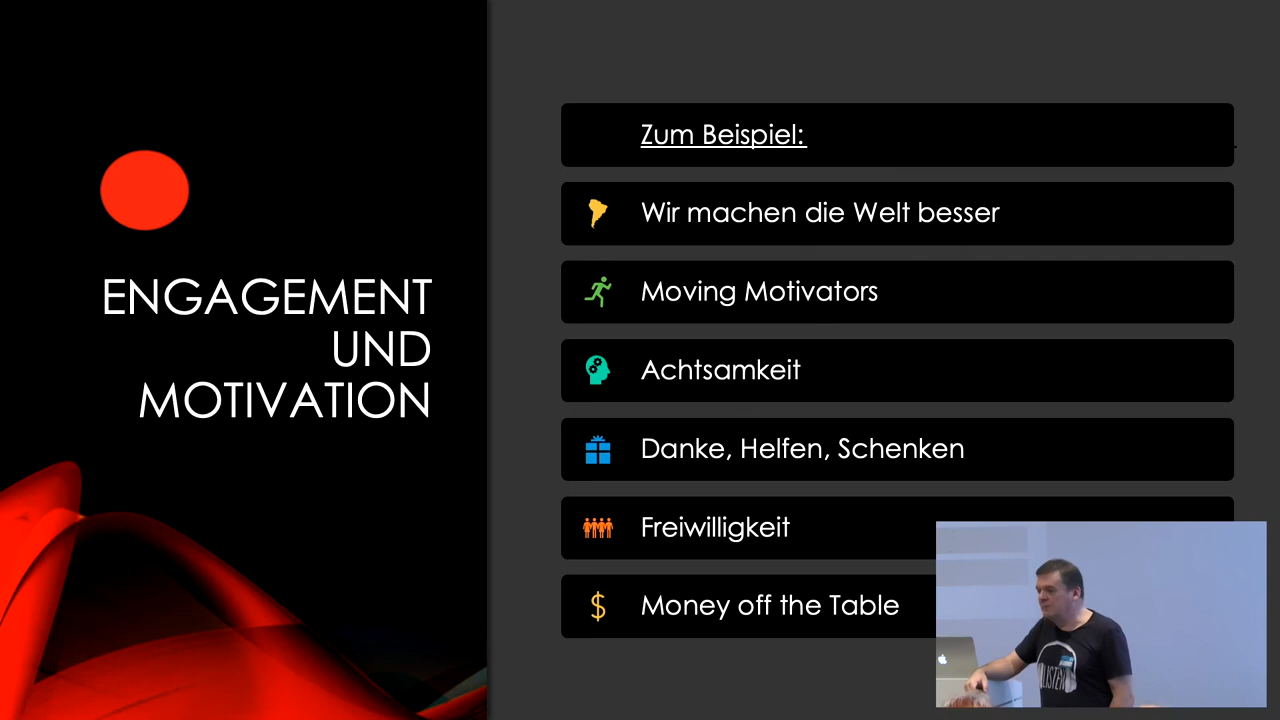 ENGAGEMENT
UND
MOTIVATION
Zum Beispiel:
Wir machen die Welt besser
Moving Motivators
Achtsamkeit
Danke, Helfen, Schenken
Freiwilligkeit
Money off the Table
LISTEN